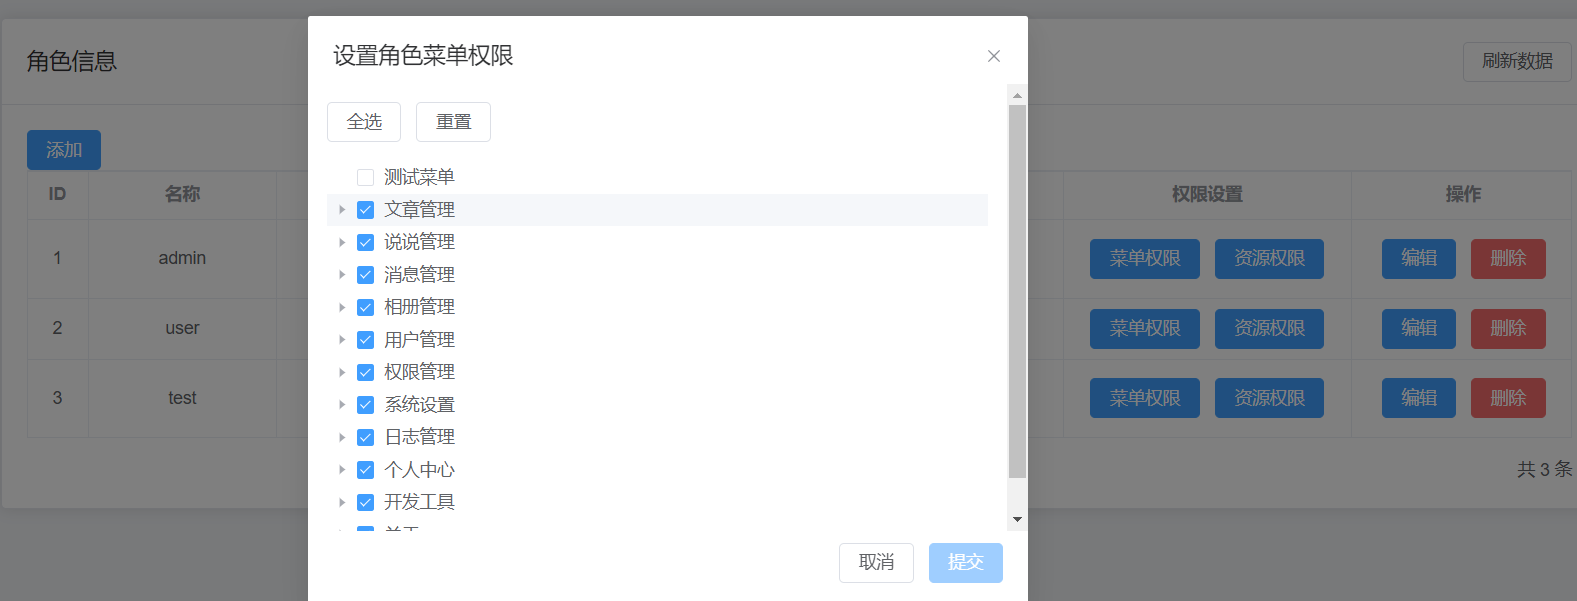 角色信息
刷新数据
添加
ID 名称 权限设置 操作
1 admin 菜单权限 资源权限 编辑 删除
2 user 菜单权限 资源权限 编辑 删除
3 test 菜单权限 资源权限 编辑 删除
共 3 条
设置角色菜单权限
全选 重置
测试菜单
文章管理
说说管理
消息管理
相册管理
用户管理
权限管理
系统设置
日志管理
个人中心
开发工具
取消 提交